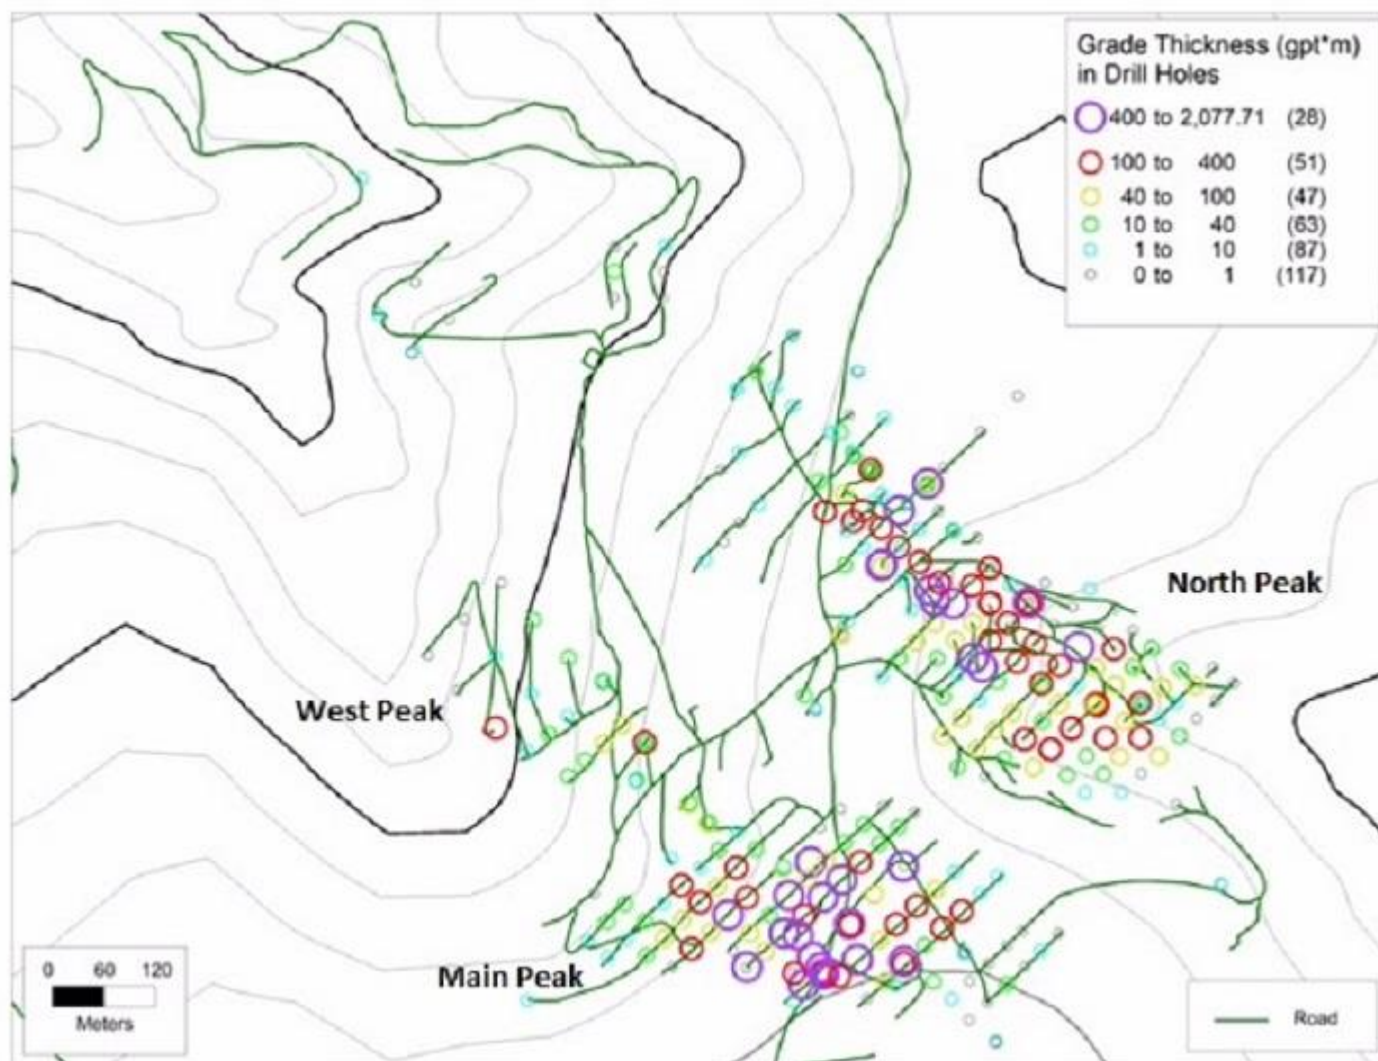 Grade Thickness (gpt*m)
in Drill Holes
400 to 2,077.71 (28)
100 to 400 (51)
40 to 100 (47)
10 to 40 (63)
1 to 10 (87)
0 to 1 (117)
North Peak
West Peak
Main Peak
0 60 120
Meters
Road